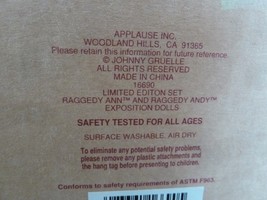 APPLAUSE INC.
WOODLAND HILLS, CA 91365
Please retain this information for future reference.
© JOHNNY GRUELLE
ALL RIGHTS RESERVED
MADE IN CHINA
16690
LIMITED EDITON SET
RAGGEDY ANN™ AND RAGGEDY ANDY™
EXPOSITION DOLLS
SAFETY TESTED FOR ALL AGES
SURFACE WASHABLE, AIR DRY
To eliminate any potential safety problems,
please remove any plastic attachments and
the hang tag before presenting to children.
Conforms to safety requirements of ASTM F963.